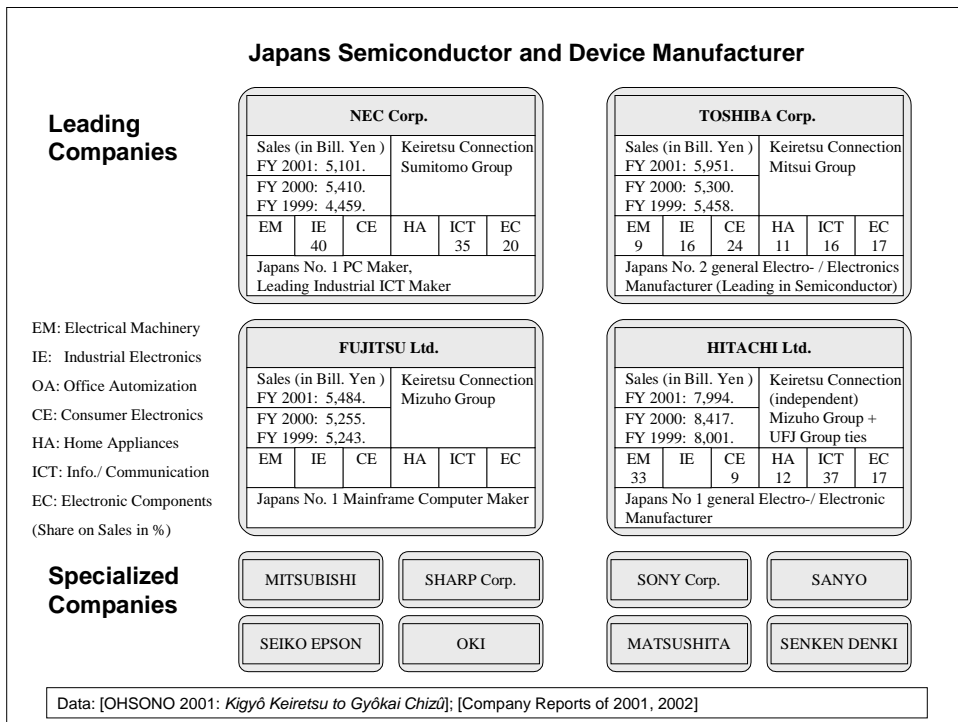 Japans Semiconductor and Device Manufacturer
Leading
Companies
NEC Corp.
Sales (in Bill. Yen )
FY 2001: 5,101.
FY 2000: 5,410.
FY 1999: 4,459.
Keiretsu Connection
Sumitomo Group
EM IE CE HA ICT EC
40 35 20
Japans No. 1 PC Maker,
Leading Industrial ICT Maker
TOSHIBA Corp.
Sales (in Bill. Yen )
FY 2001: 5,951.
FY 2000: 5,300.
FY 1999: 5,458.
Keiretsu Connection
Mitsui Group
EM IE CE HA ICT EC
9 16 24 11 16 17
Japans No. 2 general Electro- / Electronics
Manufacturer (Leading in Semiconductor)
EM: Electrical Machinery
IE: Industrial Electronics
OA: Office Automization
CE: Consumer Electronics
HA: Home Appliances
ICT: Info./ Communication
EC: Electronic Components
(Share on Sales in %)
FUJITSU Ltd.
Sales (in Bill. Yen )
FY 2001: 5,484.
FY 2000: 5,255.
FY 1999: 5,243.
Keiretsu Connection
Mizuho Group
EM IE CE HA ICT EC
Japans No. 1 Mainframe Computer Maker
HITACHI Ltd.
Sales (in Bill. Yen )
FY 2001: 7,994.
FY 2000: 8,417.
FY 1999: 8,001.
Keiretsu Connection
(independent)
Mizuho Group +
UFJ Group ties
EM IE CE HA ICT EC
33 9 12 37 17
Japans No 1 general Electro-/ Electronic
Manufacturer
Specialized
Companies
MITSUBISHI SHARP Corp. SONY Corp. SANYO
SEIKO EPSON OKI MATSUSHITA SENKEN DENKI
Data: [OHSONO 2001: Kigyô Keiretsu to Gyôkai Chizû]; [Company Reports of 2001, 2002]